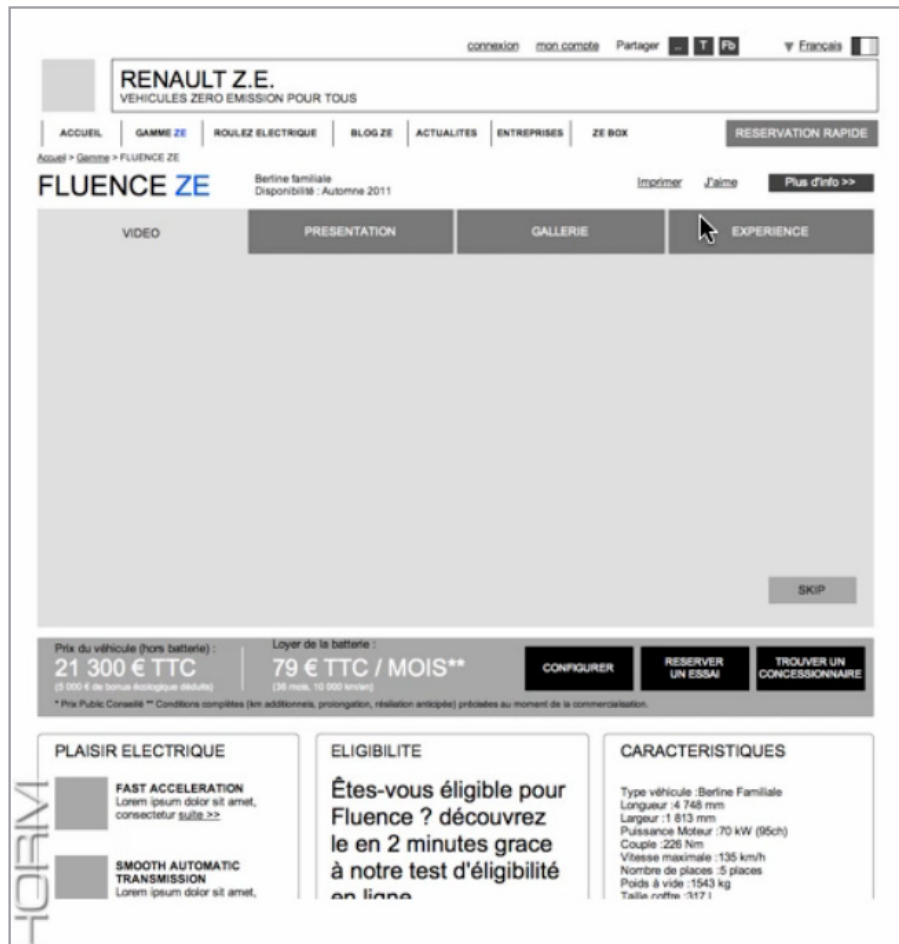 connexion mon compte Partager .. T Fb ▼ Français
RENAULT Z.E.
VEHICULES ZERO EMISSION POUR TOUS
ACCUEIL GAMME ZE ROULEZ ELECTRIQUE BLOG ZE ACTUALITES ENTREPRISES ZE BOX RESERVATION RAPIDE
Accueil > Gamme > FLUENCE ZE
FLUENCE ZE
Berline familiale
Disponibilité : Automne 2011
Imprimer J'aime Plus d'info >>
VIDEO PRESENTATION GALLERIE EXPERIENCE
SKIP
Prix du véhicule (hors batterie) :
21 300 € TTC
(5 000 € de bonus écologique déduits)
Loyer de la batterie :
79 € TTC / MOIS**
(36 mois, 10 000 km/an)
CONFIGURER
RESERVER
UN ESSAI
TROUVER UN
CONCESSIONNAIRE
* Prix Public Conseillé ** Conditions complètes (km additionnels, prolongation, résiliation anticipée) précisées au moment de la commercialisation.
PLAISIR ELECTRIQUE
FAST ACCELERATION
Lorem ipsum dolor sit amet,
consectetur suite >>
SMOOTH AUTOMATIC
TRANSMISSION
Lorem ipsum dolor sit amet,
ELIGIBILITE
Êtes-vous éligible pour
Fluence ? découvrez
le en 2 minutes grace
à notre test d'éligibilité
en ligne
CARACTERISTIQUES
Type véhicule :Berline Familiale
Longueur :4 748 mm
Largeur :1 813 mm
Puissance Moteur :70 kW (95ch)
Couple :226 Nm
Vitesse maximale :135 km/h
Nombre de places :5 places
Poids à vide :1543 kg
Taille coffre :317 l